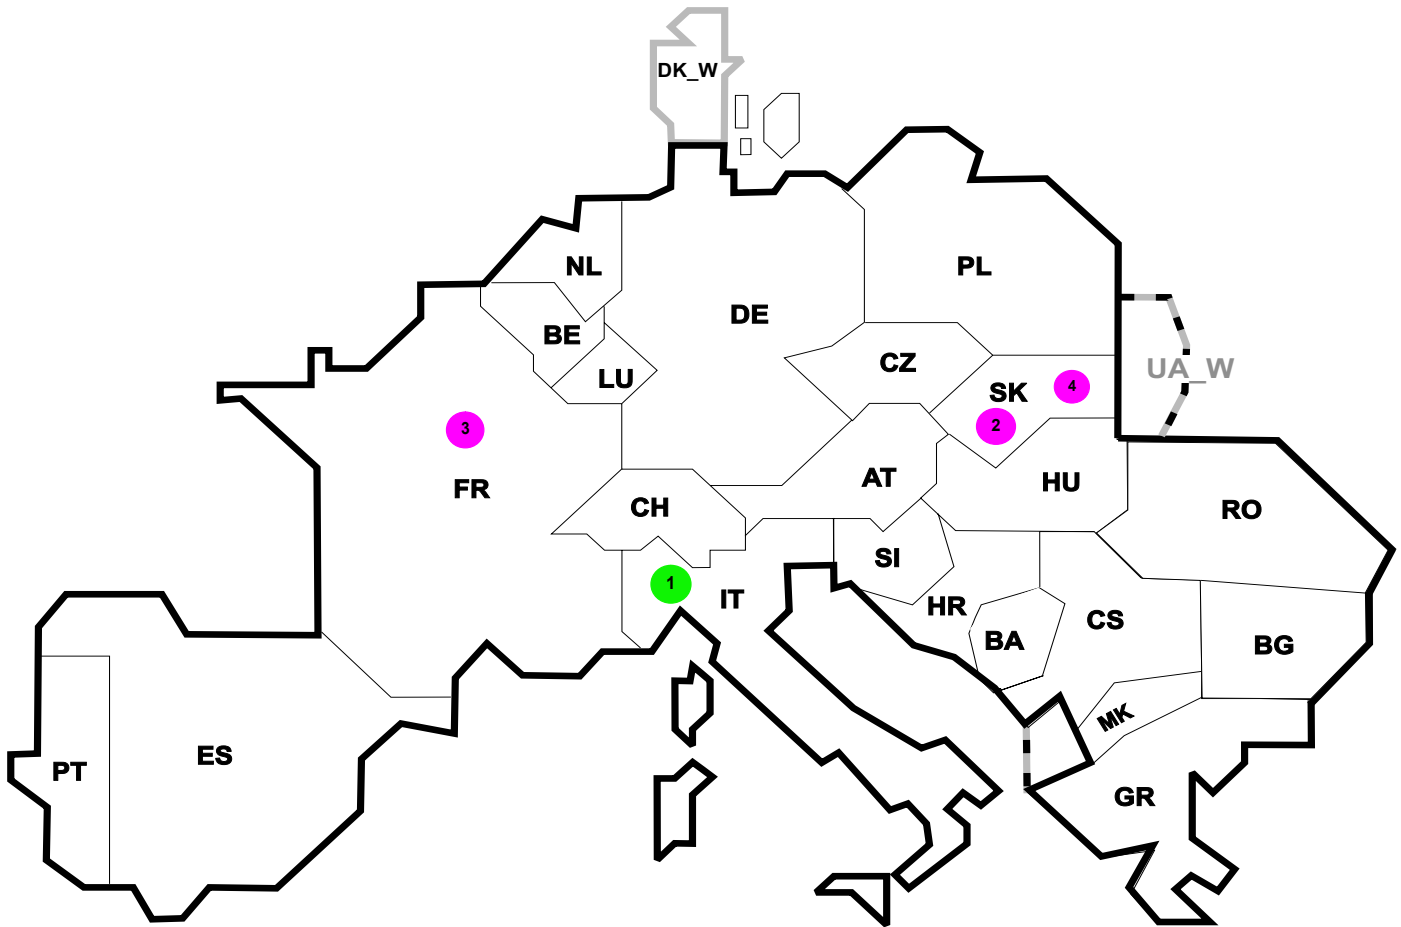 DK_W
NL
PL
DE
BE
CZ
UA_W
LU
SK
4
3
2
FR
AT
HU
CH
RO
SI
1
IT
HR
CS
BA
BG
MK
ES
PT
GR